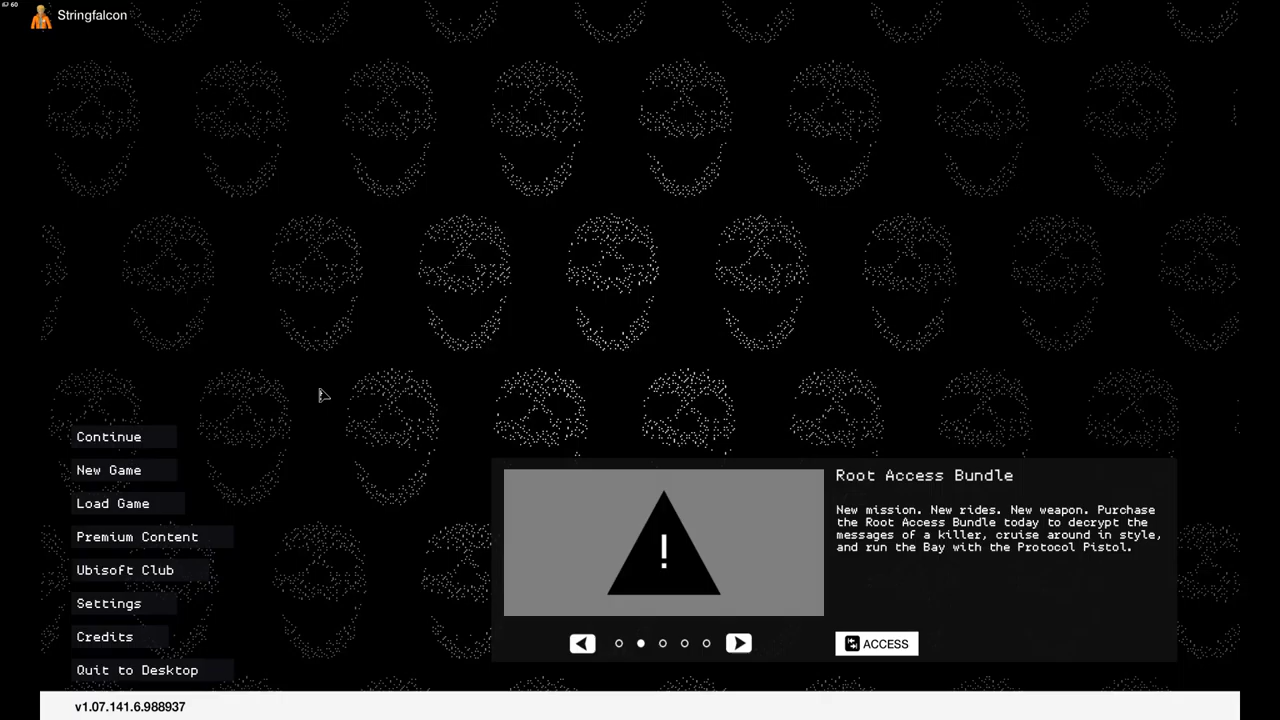 60
Stringfalcon
Continue
New Game
Load Game
Premium Content
Ubisoft Club
Settings
Credits
Quit to Desktop
Root Access Bundle
New mission. New rides. New weapon. Purchase
the Root Access Bundle today to decrypt the
messages of a killer, cruise around in style,
and run the Bay with the Protocol Pistol.
!
ACCESS
v1.07.141.6.988937